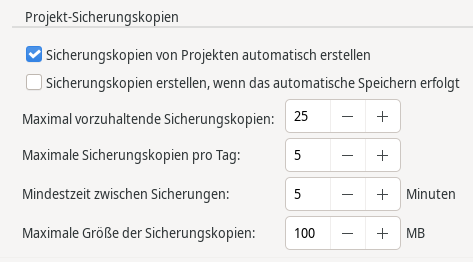 Projekt-Sicherungskopien
Sicherungskopien von Projekten automatisch erstellen
Sicherungskopien erstellen, wenn das automatische Speichern erfolgt
Maximal vorzuhaltende Sicherungskopien: 25 − +
Maximale Sicherungskopien pro Tag: 5 − +
Mindestzeit zwischen Sicherungen: 5 − + Minuten
Maximale Größe der Sicherungskopien: 100 − + MB